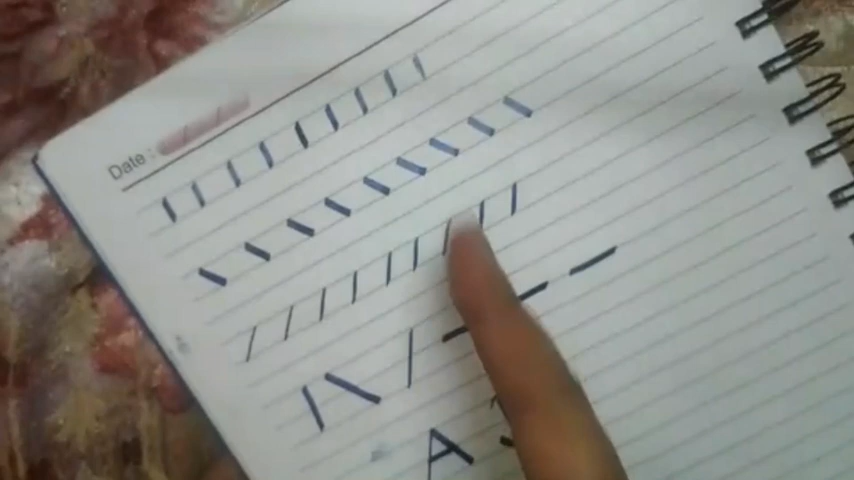 Date :
| | | | | | | | |
\ \ \ \ \ \ \ \ \
/ / / / / / / / /
| \ / — — —
A